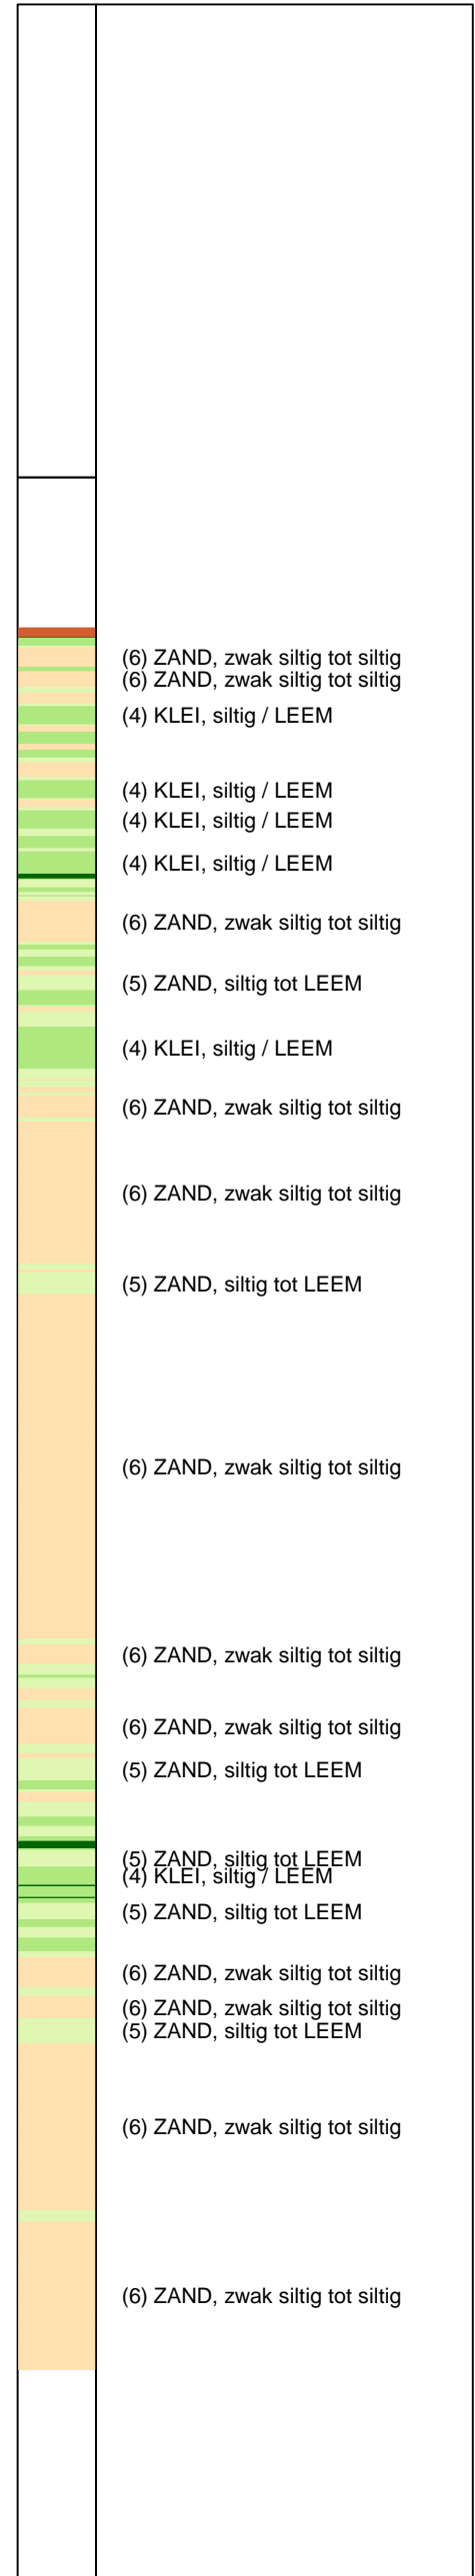 (6) ZAND, zwak siltig tot siltig
(6) ZAND, zwak siltig tot siltig
(4) KLEI, siltig / LEEM
(4) KLEI, siltig / LEEM
(4) KLEI, siltig / LEEM
(4) KLEI, siltig / LEEM
(6) ZAND, zwak siltig tot siltig
(5) ZAND, siltig tot LEEM
(4) KLEI, siltig / LEEM
(6) ZAND, zwak siltig tot siltig
(6) ZAND, zwak siltig tot siltig
(5) ZAND, siltig tot LEEM
(6) ZAND, zwak siltig tot siltig
(6) ZAND, zwak siltig tot siltig
(6) ZAND, zwak siltig tot siltig
(5) ZAND, siltig tot LEEM
(5) ZAND, siltig tot LEEM
(4) KLEI, siltig / LEEM
(5) ZAND, siltig tot LEEM
(6) ZAND, zwak siltig tot siltig
(6) ZAND, zwak siltig tot siltig
(5) ZAND, siltig tot LEEM
(6) ZAND, zwak siltig tot siltig
(6) ZAND, zwak siltig tot siltig